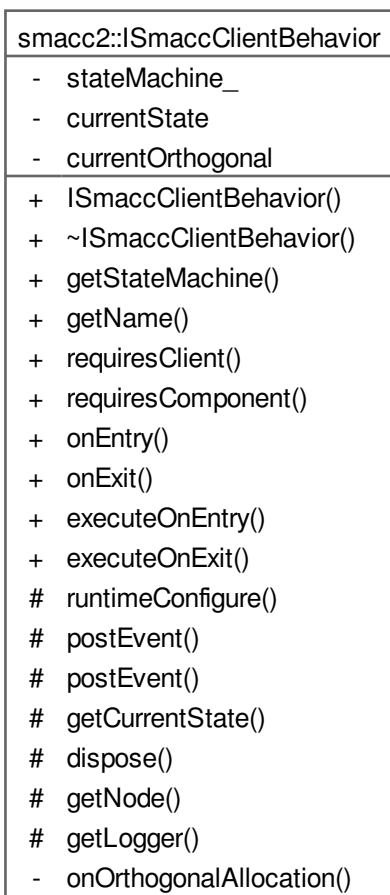 smacc2::ISmaccClientBehavior
- stateMachine_
- currentState
- currentOrthogonal
+ ISmaccClientBehavior()
+ ~ISmaccClientBehavior()
+ getStateMachine()
+ getName()
+ requiresClient()
+ requiresComponent()
+ onEntry()
+ onExit()
+ executeOnEntry()
+ executeOnExit()
# runtimeConfigure()
# postEvent()
# postEvent()
# getCurrentState()
# dispose()
# getNode()
# getLogger()
- onOrthogonalAllocation()